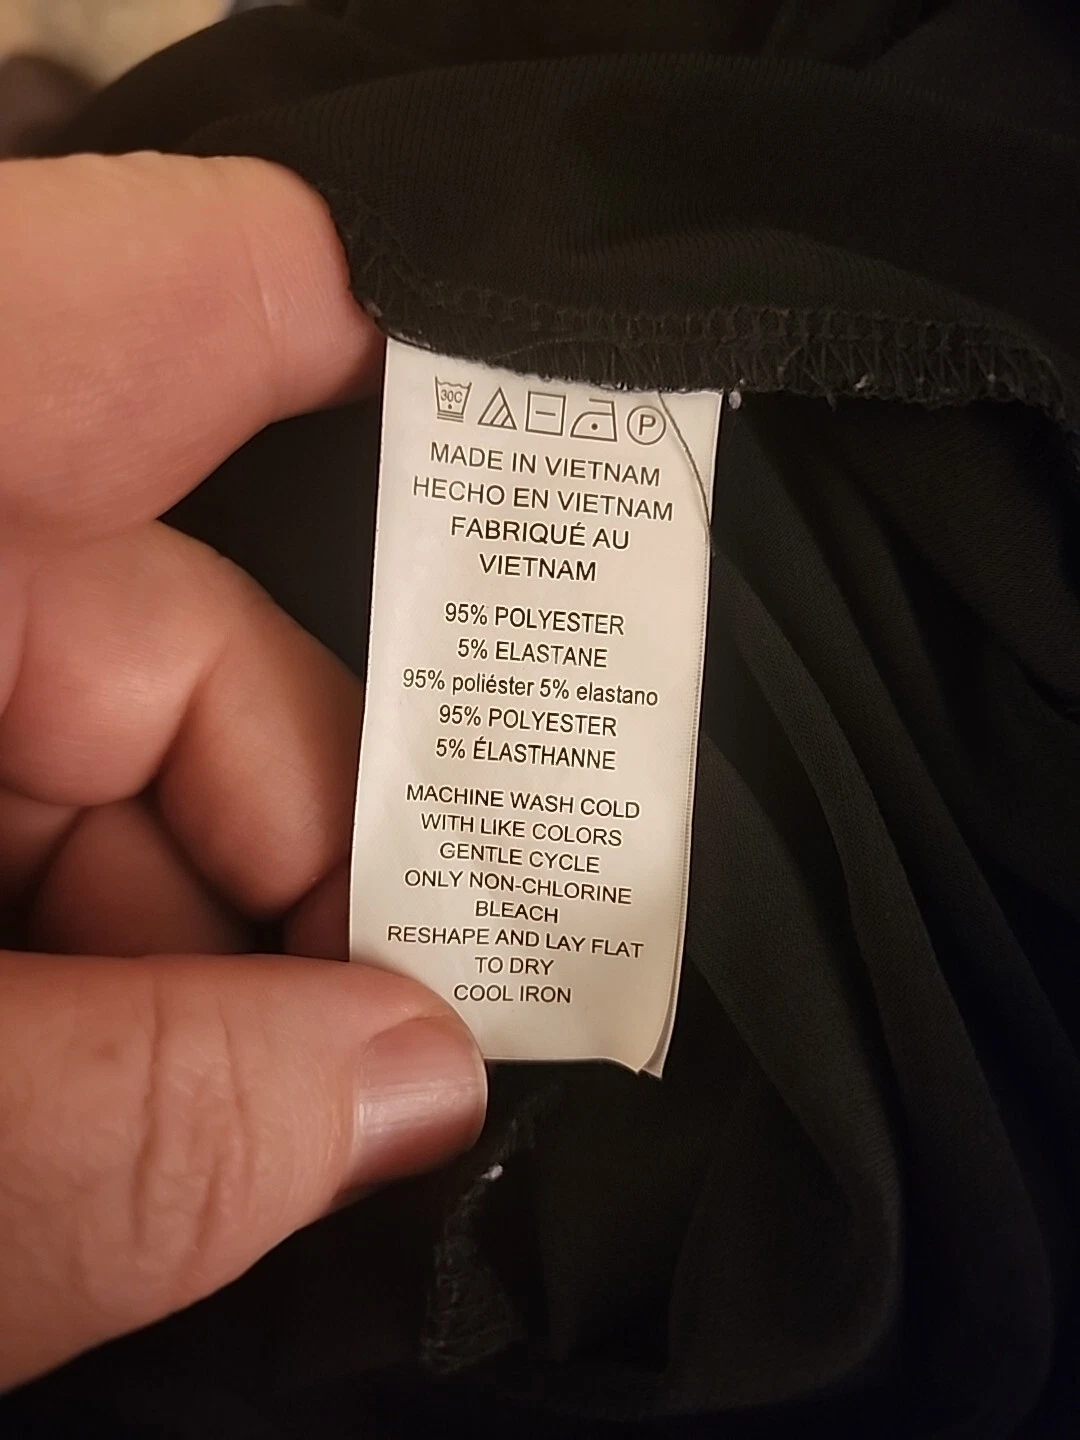 30C P
MADE IN VIETNAM
HECHO EN VIETNAM
FABRIQUÉ AU
VIETNAM
95% POLYESTER
5% ELASTANE
95% poliéster 5% elastano
95% POLYESTER
5% ÉLASTHANNE
MACHINE WASH COLD
WITH LIKE COLORS
GENTLE CYCLE
ONLY NON-CHLORINE
BLEACH
RESHAPE AND LAY FLAT
TO DRY
COOL IRON